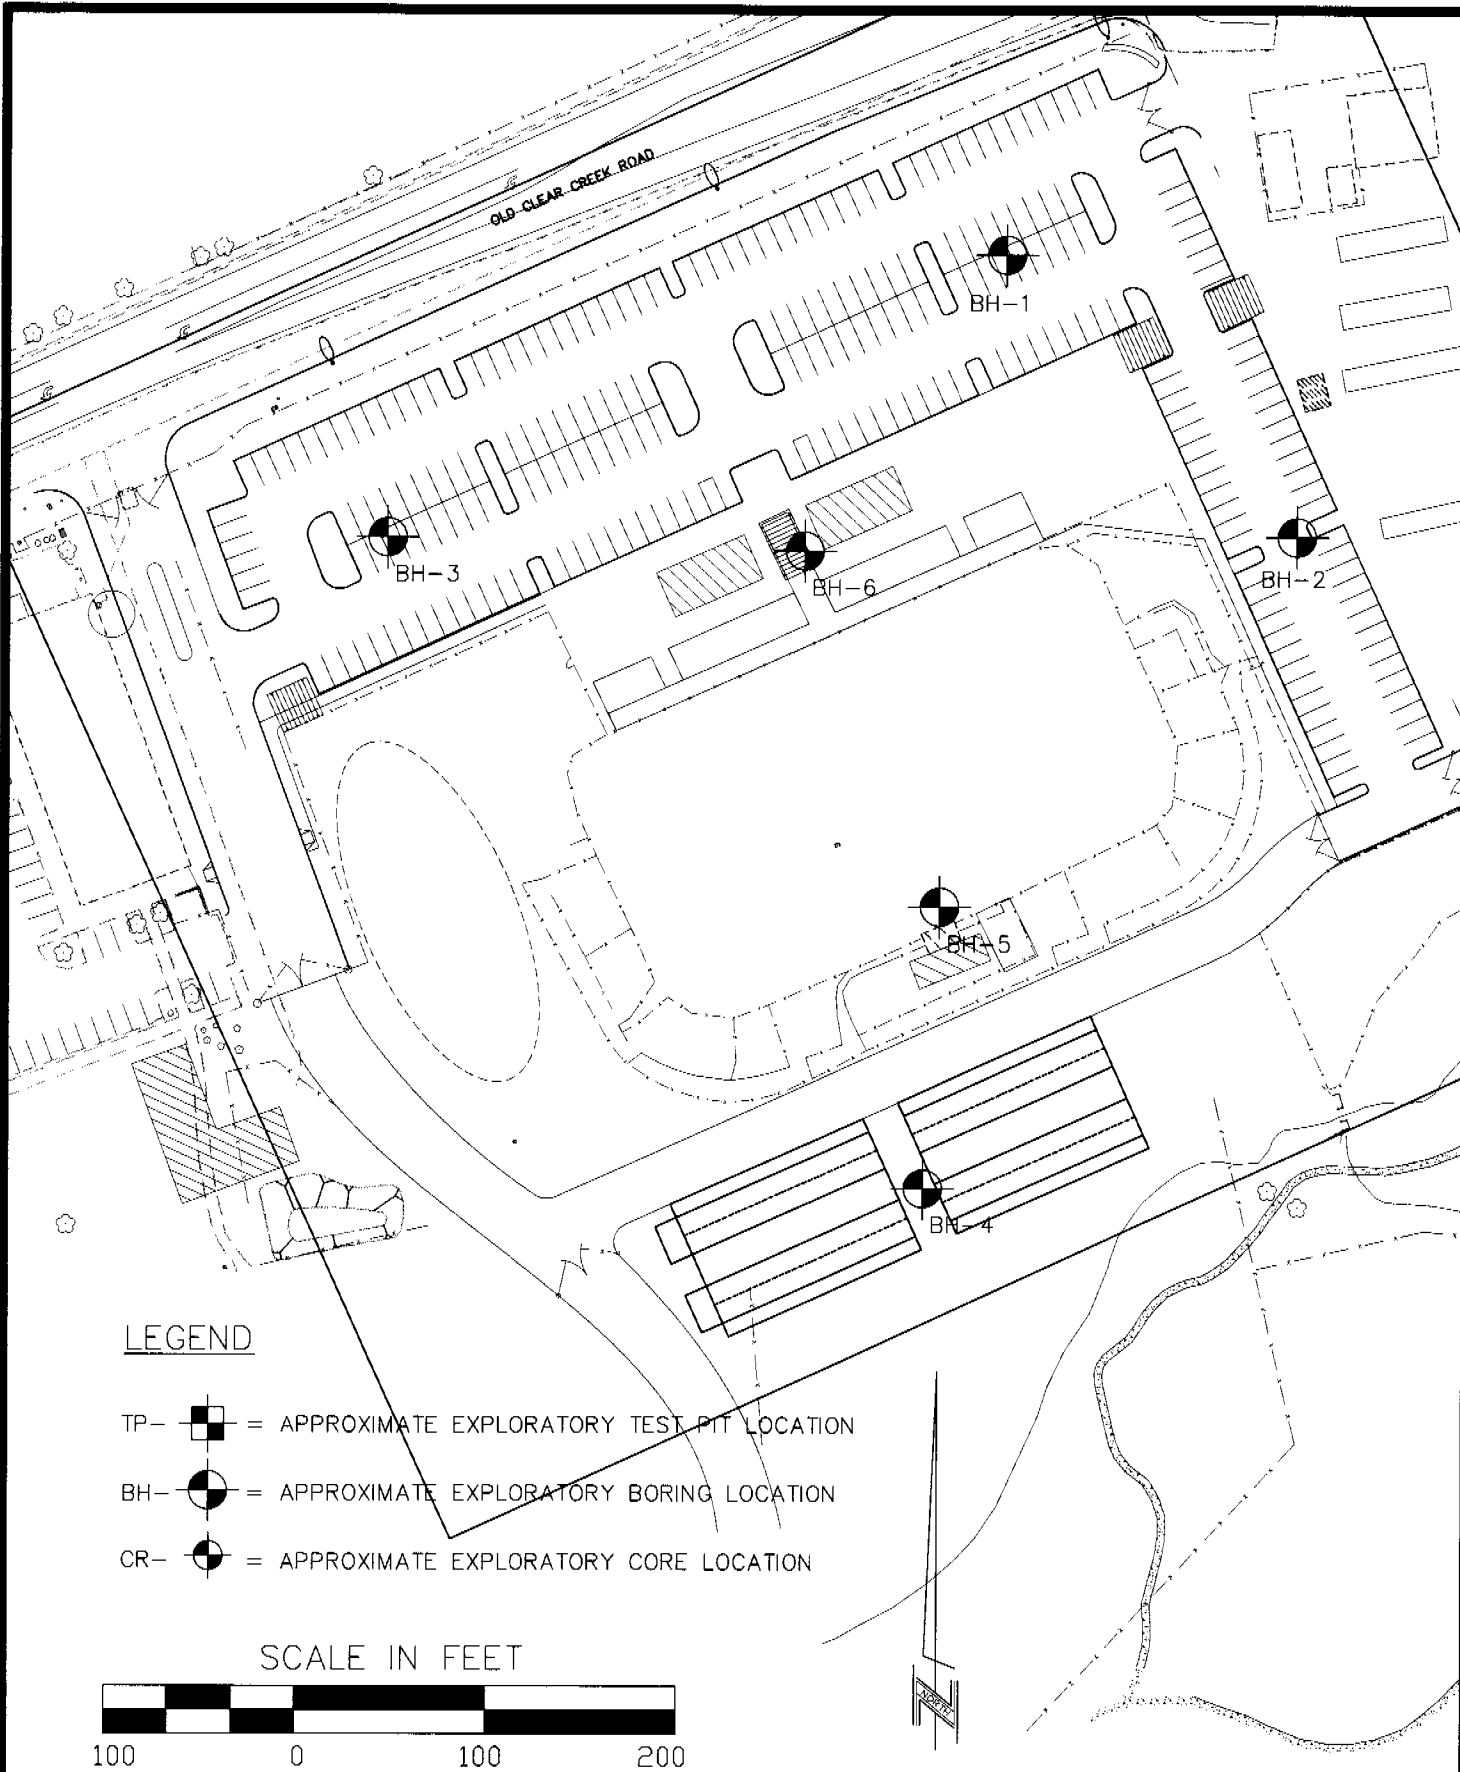 OLD CLEAR CREEK ROAD
BH-1
BH-3
BH-6
BH-2
BH-5
BH-4
LEGEND
TP- = APPROXIMATE EXPLORATORY TEST PIT LOCATION
BH- = APPROXIMATE EXPLORATORY BORING LOCATION
CR- = APPROXIMATE EXPLORATORY CORE LOCATION
SCALE IN FEET
100 0 100 200
NORTH